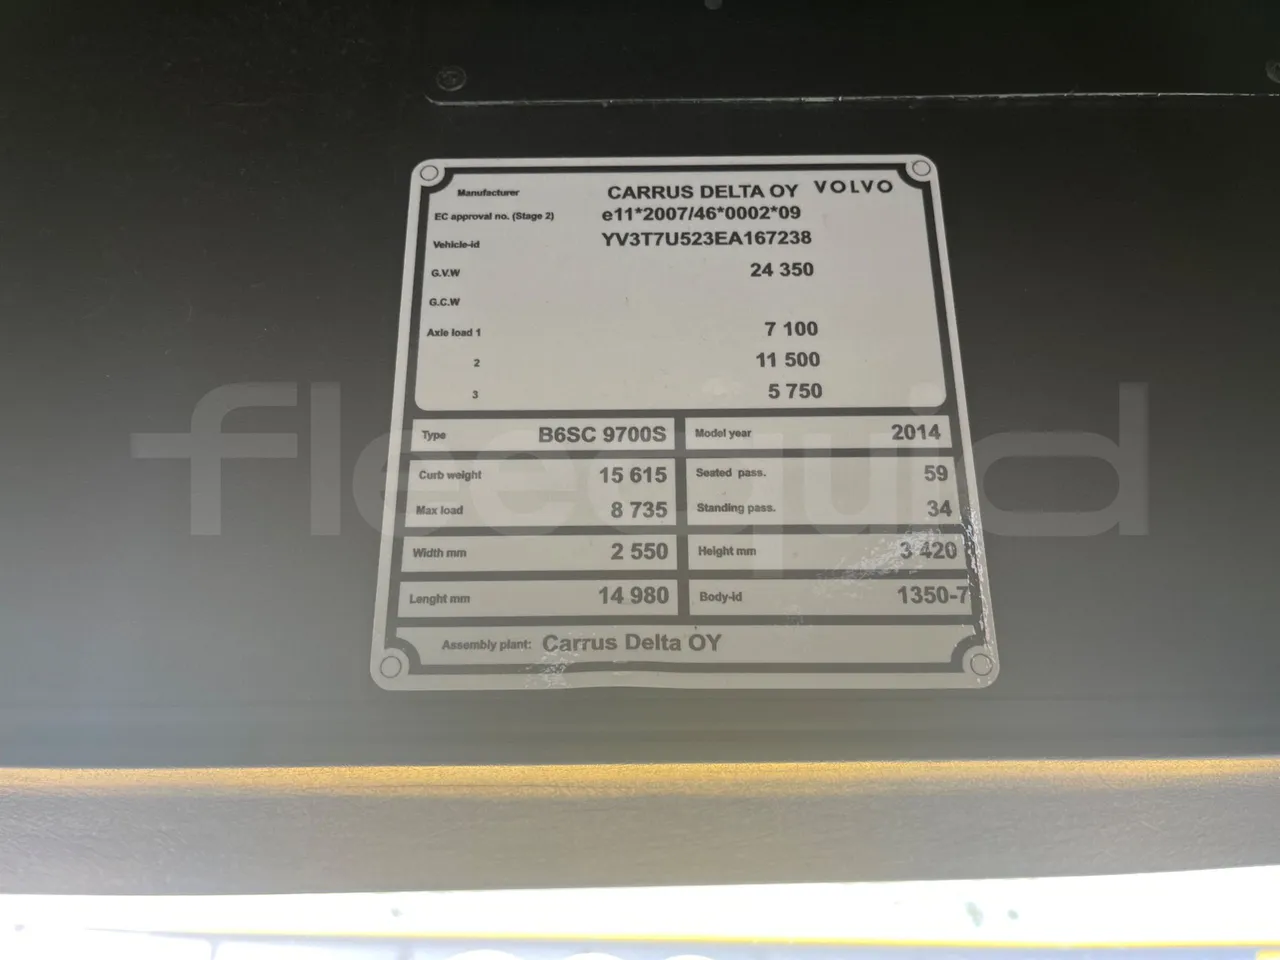 Manufacturer CARRUS DELTA OY VOLVO
EC approval no. (Stage 2) e11*2007/46*0002*09
Vehicle-id YV3T7U523EA167238
G.V.W 24 350
G.C.W
Axle load 1 7 100
2 11 500
3 5 750
Type B6SC 9700S Model year 2014
Curb weight 15 615 Seated pass. 59
Max load 8 735 Standing pass. 34
Width mm 2 550 Height mm 3 420
Lenght mm 14 980 Body-id 1350-7
Assembly plant: Carrus Delta OY
fleequid